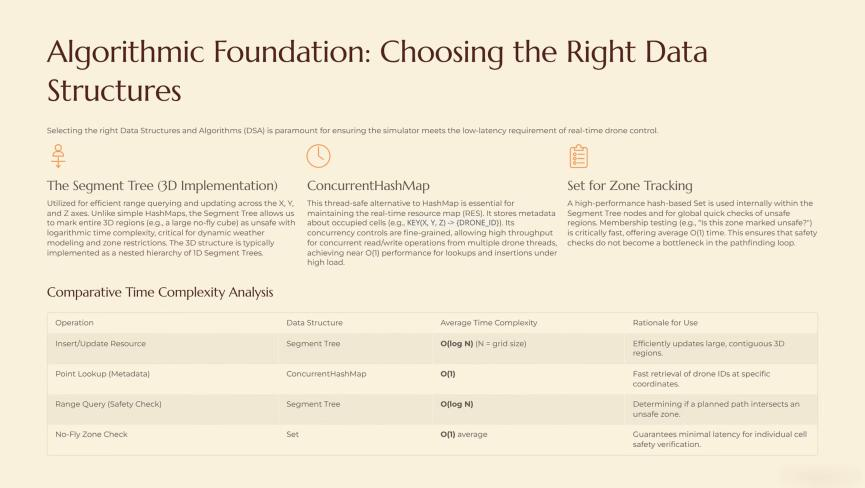 Algorithmic Foundation: Choosing the Right Data
Structures
Selecting the right Data Structures and Algorithms (DSA) is paramount for ensuring the simulator meets the low-latency requirement of real-time drone control.
The Segment Tree (3D Implementation)
Utilized for efficient range querying and updating across the X, Y,
and Z axes. Unlike simple HashMaps, the Segment Tree allows us
to mark entire 3D regions (e.g., a large no-fly cube) as unsafe with
logarithmic time complexity, critical for dynamic weather
modeling and zone restrictions. The 3D structure is typically
implemented as a nested hierarchy of 1D Segment Trees.
ConcurrentHashMap
This thread-safe alternative to HashMap is essential for
maintaining the real-time resource map (RES). It stores metadata
about occupied cells (e.g., KEY(X, Y, Z) -> {DRONE_ID}). Its
concurrency controls are fine-grained, allowing high throughput
for concurrent read/write operations from multiple drone threads,
achieving near O(1) performance for lookups and insertions under
high load.
Set for Zone Tracking
A high-performance hash-based Set is used internally within the
Segment Tree nodes and for global quick checks of unsafe
regions. Membership testing (e.g., "Is this zone marked unsafe?")
is critically fast, offering average O(1) time. This ensures that safety
checks do not become a bottleneck in the pathfinding loop.
Comparative Time Complexity Analysis
Operation Data Structure Average Time Complexity Rationale for Use
Insert/Update Resource Segment Tree O(log N) (N = grid size) Efficiently updates large, contiguous 3D
regions.
Point Lookup (Metadata) ConcurrentHashMap O(1) Fast retrieval of drone IDs at specific
coordinates.
Range Query (Safety Check) Segment Tree O(log N) Determining if a planned path intersects an
unsafe zone.
No-Fly Zone Check Set O(1) average Guarantees minimal latency for individual cell
safety verification.